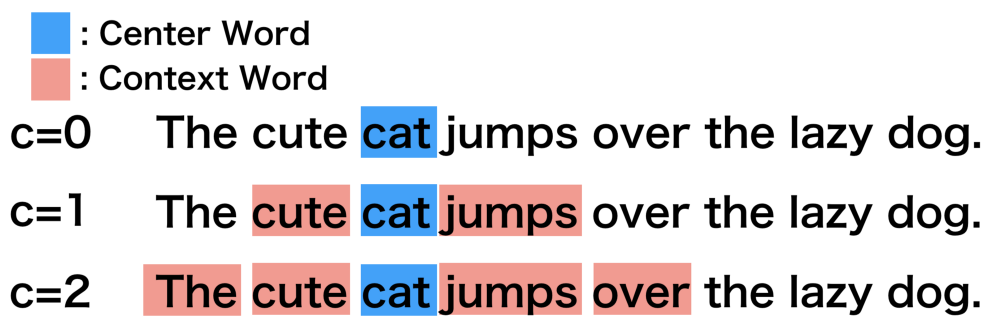 : Center Word
: Context Word
c=0 The cute cat jumps over the lazy dog.
c=1 The cute cat jumps over the lazy dog.
c=2 The cute cat jumps over the lazy dog.